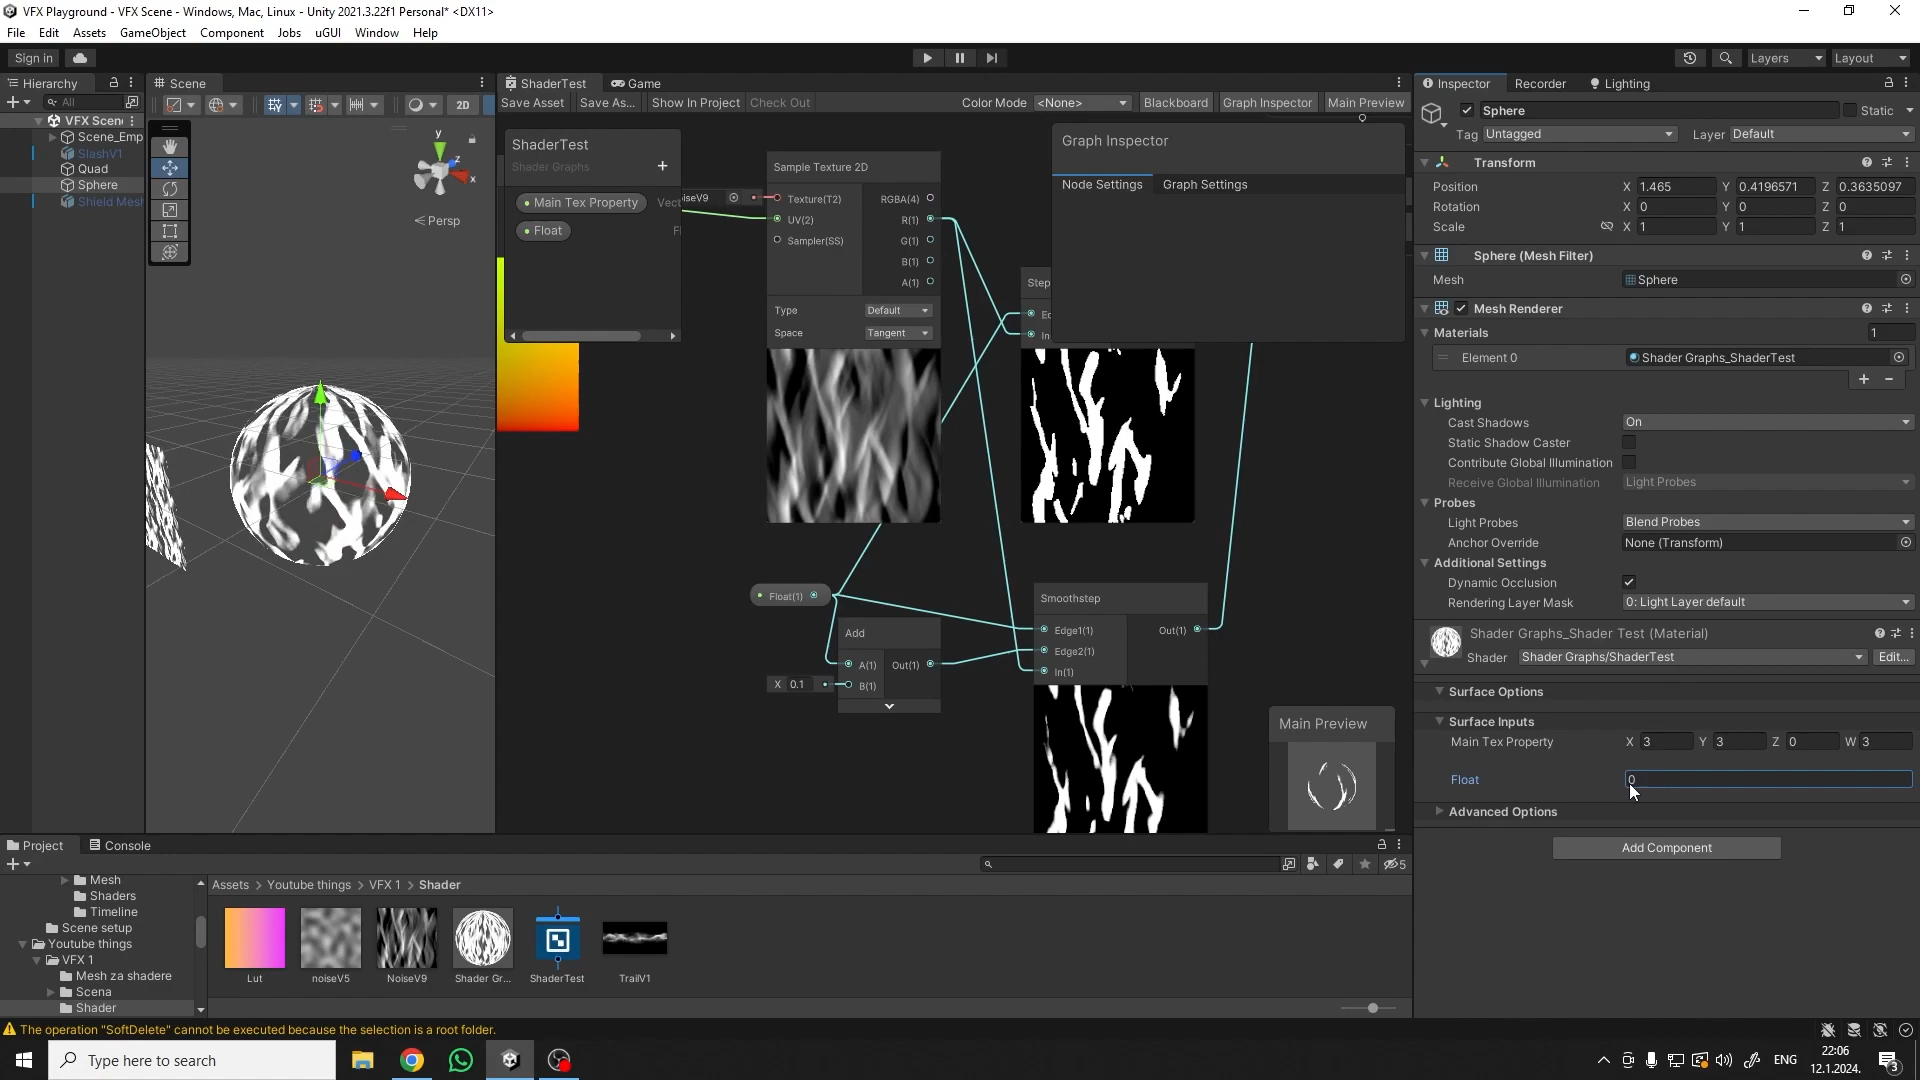 VFX Playground - VFX Scene - Windows, Mac, Linux - Unity 2021.3.22f1 Personal* <DX11>
File Edit Assets GameObject Component Jobs uGUI Window Help
Sign in
Layers
Layout
Hierarchy
All
VFX Scen
Scene_Emp
SlashV1
Quad
Sphere
Shield Mes
Scene
2D
y
z
x
Persp
ShaderTest
Game
Save Asset Save As... Show In Project Check Out
Color Mode <None>
Blackboard Graph Inspector Main Preview
ShaderTest
Shader Graphs
Main Tex Property Vect
Float Fl
iseV9
Sample Texture 2D
Texture(T2)
UV(2)
Sampler(SS)
RGBA(4)
R(1)
G(1)
B(1)
A(1)
Type Default
Space Tangent
Step
Ed
In
Graph Inspector
Node Settings Graph Settings
Float(1)
Add
A(1) Out(1)
X 0.1 B(1)
Smoothstep
Edge1(1) Out(1)
Edge2(1)
In(1)
Main Preview
Inspector Recorder Lighting
Sphere Static
Tag Untagged Layer Default
Transform
Position X 1.465 Y 0.4196571 Z 0.3635097
Rotation X 0 Y 0 Z 0
Scale X 1 Y 1 Z 1
Sphere (Mesh Filter)
Mesh Sphere
Mesh Renderer
Materials 1
Element 0 Shader Graphs_ShaderTest
Lighting
Cast Shadows On
Static Shadow Caster
Contribute Global Illumination
Receive Global Illumination Light Probes
Probes
Light Probes Blend Probes
Anchor Override None (Transform)
Additional Settings
Dynamic Occlusion
Rendering Layer Mask 0: Light Layer default
Shader Graphs_Shader Test (Material)
Shader Shader Graphs/ShaderTest Edit...
Surface Options
Surface Inputs
Main Tex Property X 3 Y 3 Z 0 W 3
Float 0
Advanced Options
Add Component
Project Console
5
Mesh
Shaders
Timeline
Scene setup
Youtube things
VFX 1
Mesh za shadere
Scena
Shader
Assets > Youtube things > VFX 1 > Shader
Lut
noiseV5
NoiseV9
Shader Gr...
ShaderTest
TrailV1
The operation "SoftDelete" cannot be executed because the selection is a root folder.
Type here to search
ENG
22:06
12.1.2024.
3